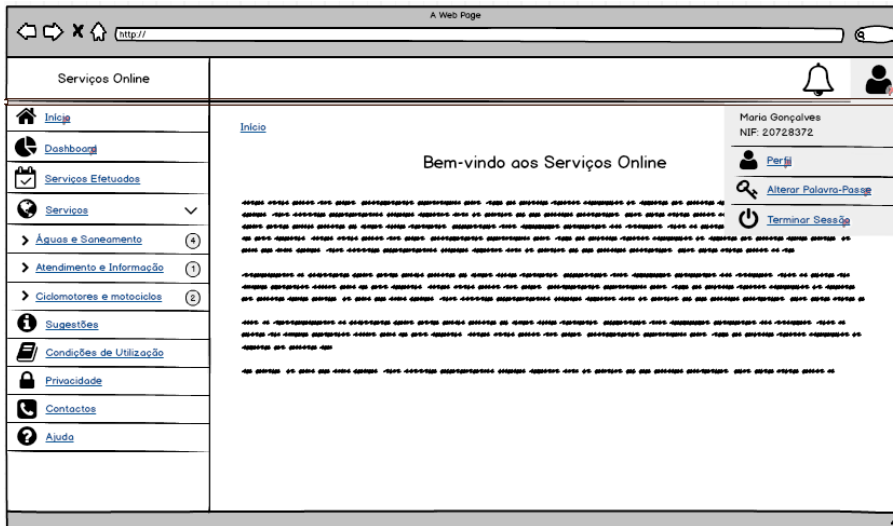 A Web Page
http://
Serviços Online
Início
Dashboard
Serviços Efetuados
Serviços
Águas e Saneamento
4
Atendimento e Informação
1
Ciclomotores e motociclos
2
Sugestões
Condições de Utilização
Privacidade
Contactos
Ajuda
Início
Bem-vindo aos Serviços Online
Maria Gonçalves
NIF: 20728372
Perfil
Alterar Palavra-Passe
Terminar Sessão